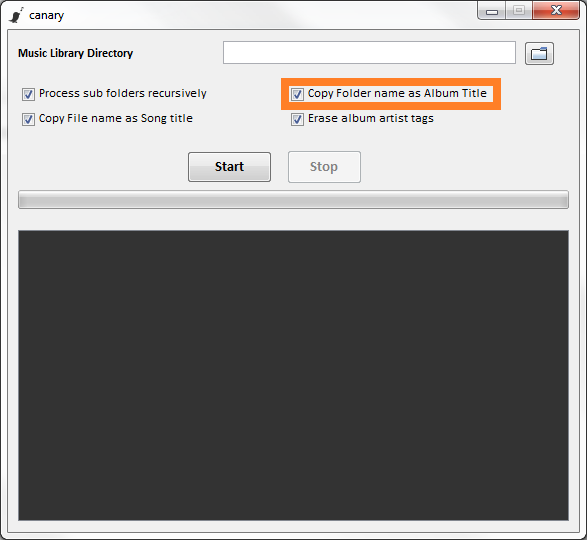 canary
Music Library Directory
Process sub folders recursively
Copy Folder name as Album Title
Copy File name as Song title
Erase album artist tags
Start
Stop